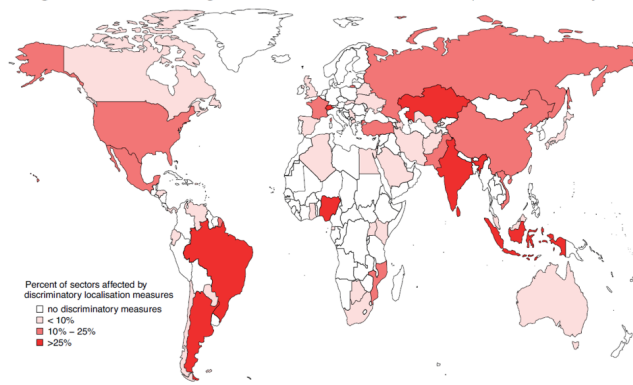 Percent of sectors affected by
discriminatory localisation measures
no discriminatory measures
< 10%
10% – 25%
>25%